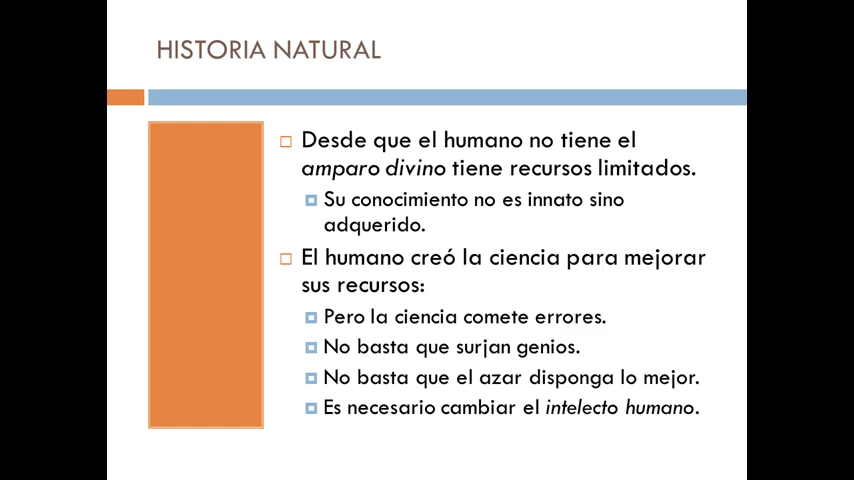 HISTORIA NATURAL
Desde que el humano no tiene el
amparo divino tiene recursos limitados.
Su conocimiento no es innato sino
adquerido.
El humano creó la ciencia para mejorar
sus recursos:
Pero la ciencia comete errores.
No basta que surjan genios.
No basta que el azar disponga lo mejor.
Es necesario cambiar el intelecto humano.